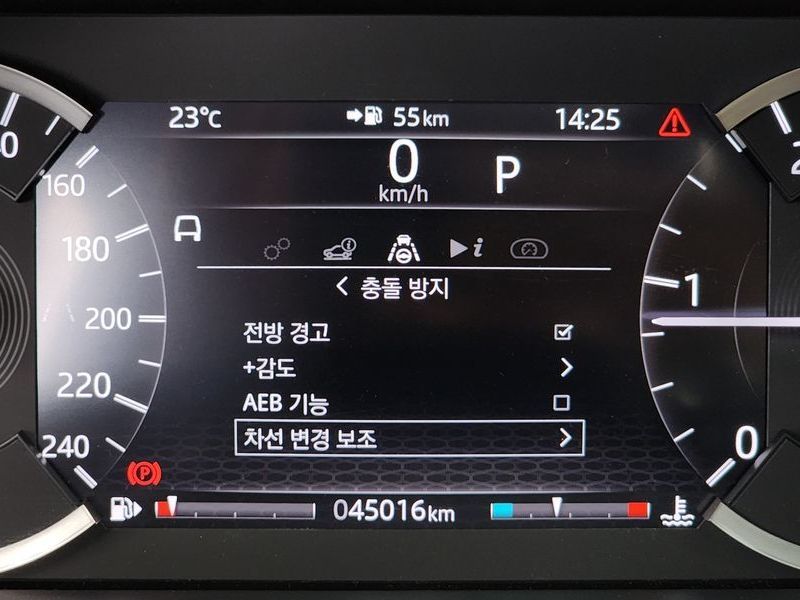 23°C 55km 14:25
0 P
km/h
160
180
200
220
240
i
< 충돌 방지
전방 경고
+감도 >
AEB 기능
차선 변경 보조 >
1
0
P
045016km